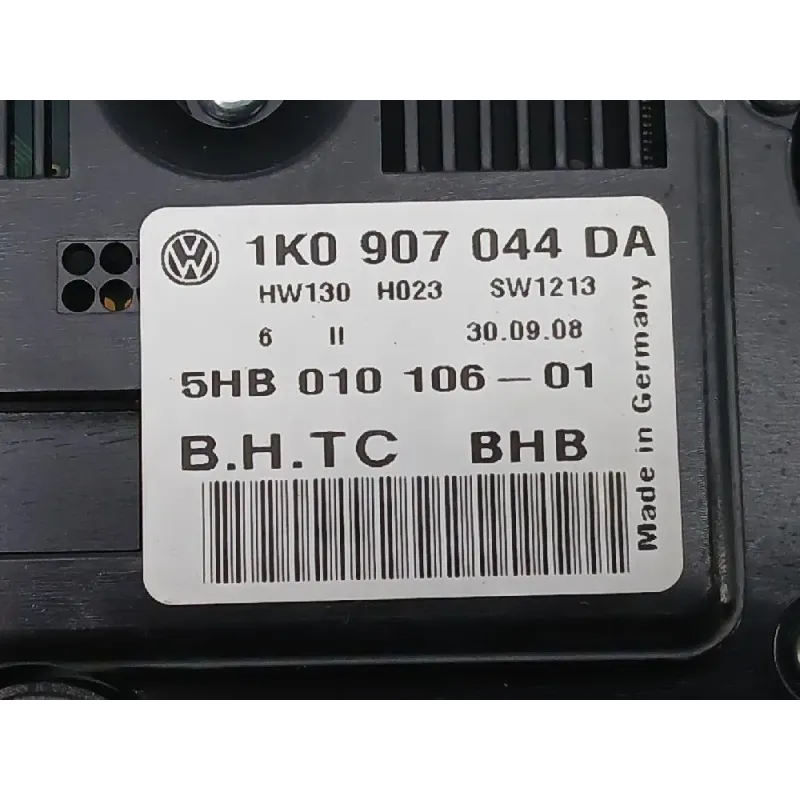 1K0 907 044 DA
HW130 H023 SW1213
6 II 30.09.08
5HB 010 106-01
B.H.TC BHB
Made in Germany